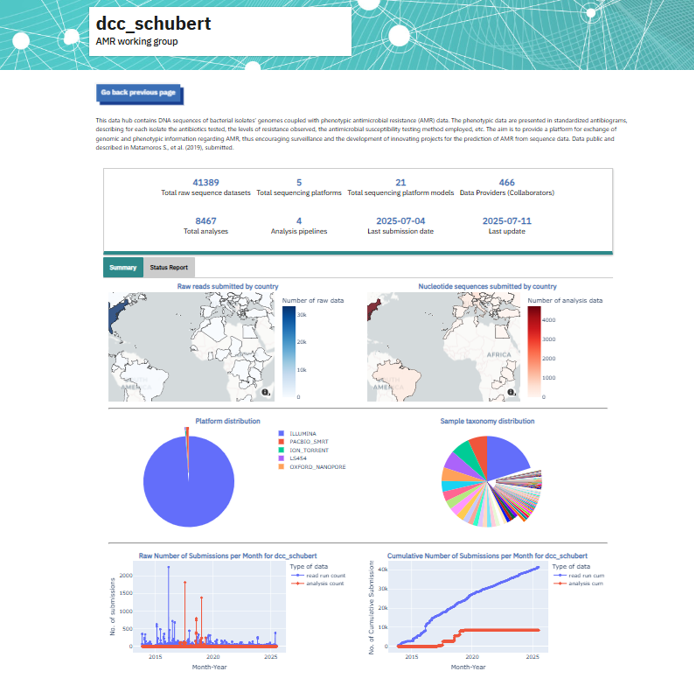 dcc_schubert
AMR working group
Go back previous page
This data hub contains DNA sequences of bacterial isolates' genomes coupled with phenotypic antimicrobial resistance (AMR) data. The phenotypic data are presented in standardized antibiograms,
describing for each isolate the antibiotics tested, the levels of resistance observed, the antimicrobial susceptibility testing method employed, etc. The aim is to provide a platform for exchange of
genomic and phenotypic information regarding AMR, thus encouraging surveillance and the development of innovating projects for the prediction of AMR from sequence data. Data public and
described in Matamoros S., et al. (2019), submitted.
41389 5 21 466
Total raw sequence datasets Total sequencing platforms Total sequencing platform models Data Providers (Collaborators)
8467 4 2025-07-04 2025-07-11
Total analyses Analysis pipelines Last submission date Last update
Summary Status Report
Raw reads submitted by country
Number of raw data
30k
20k
10k
0
AMERICA
Nucleotide sequences submitted by country
Number of analysis data
4000
3000
2000
1000
0
AFRICA
AMERICA
Platform distribution
ILLUMINA
PACBIO_SMRT
ION_TORRENT
LS454
OXFORD_NANOPORE
Sample taxonomy distribution
Raw Number of Submissions per Month for dcc_schubert
Type of data
read run count
analysis count
No. of submissions
2000
1500
1000
500
0
2015 2020 2025
Month-Year
Cumulative Number of Submissions per Month for dcc_schubert
Type of data
read run cum
analysis cum
No. of Cumulative Submissions
40k
30k
20k
10k
0
2015 2020 2025
Month-Year